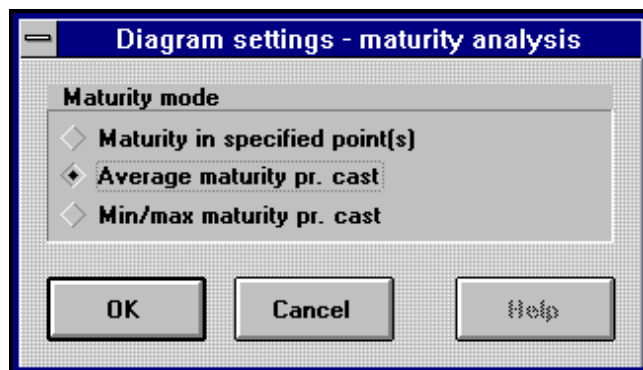 Diagram settings - maturity analysis
Maturity mode
Maturity in specified point(s)
Average maturity pr. cast
Min/max maturity pr. cast
OK Cancel Help